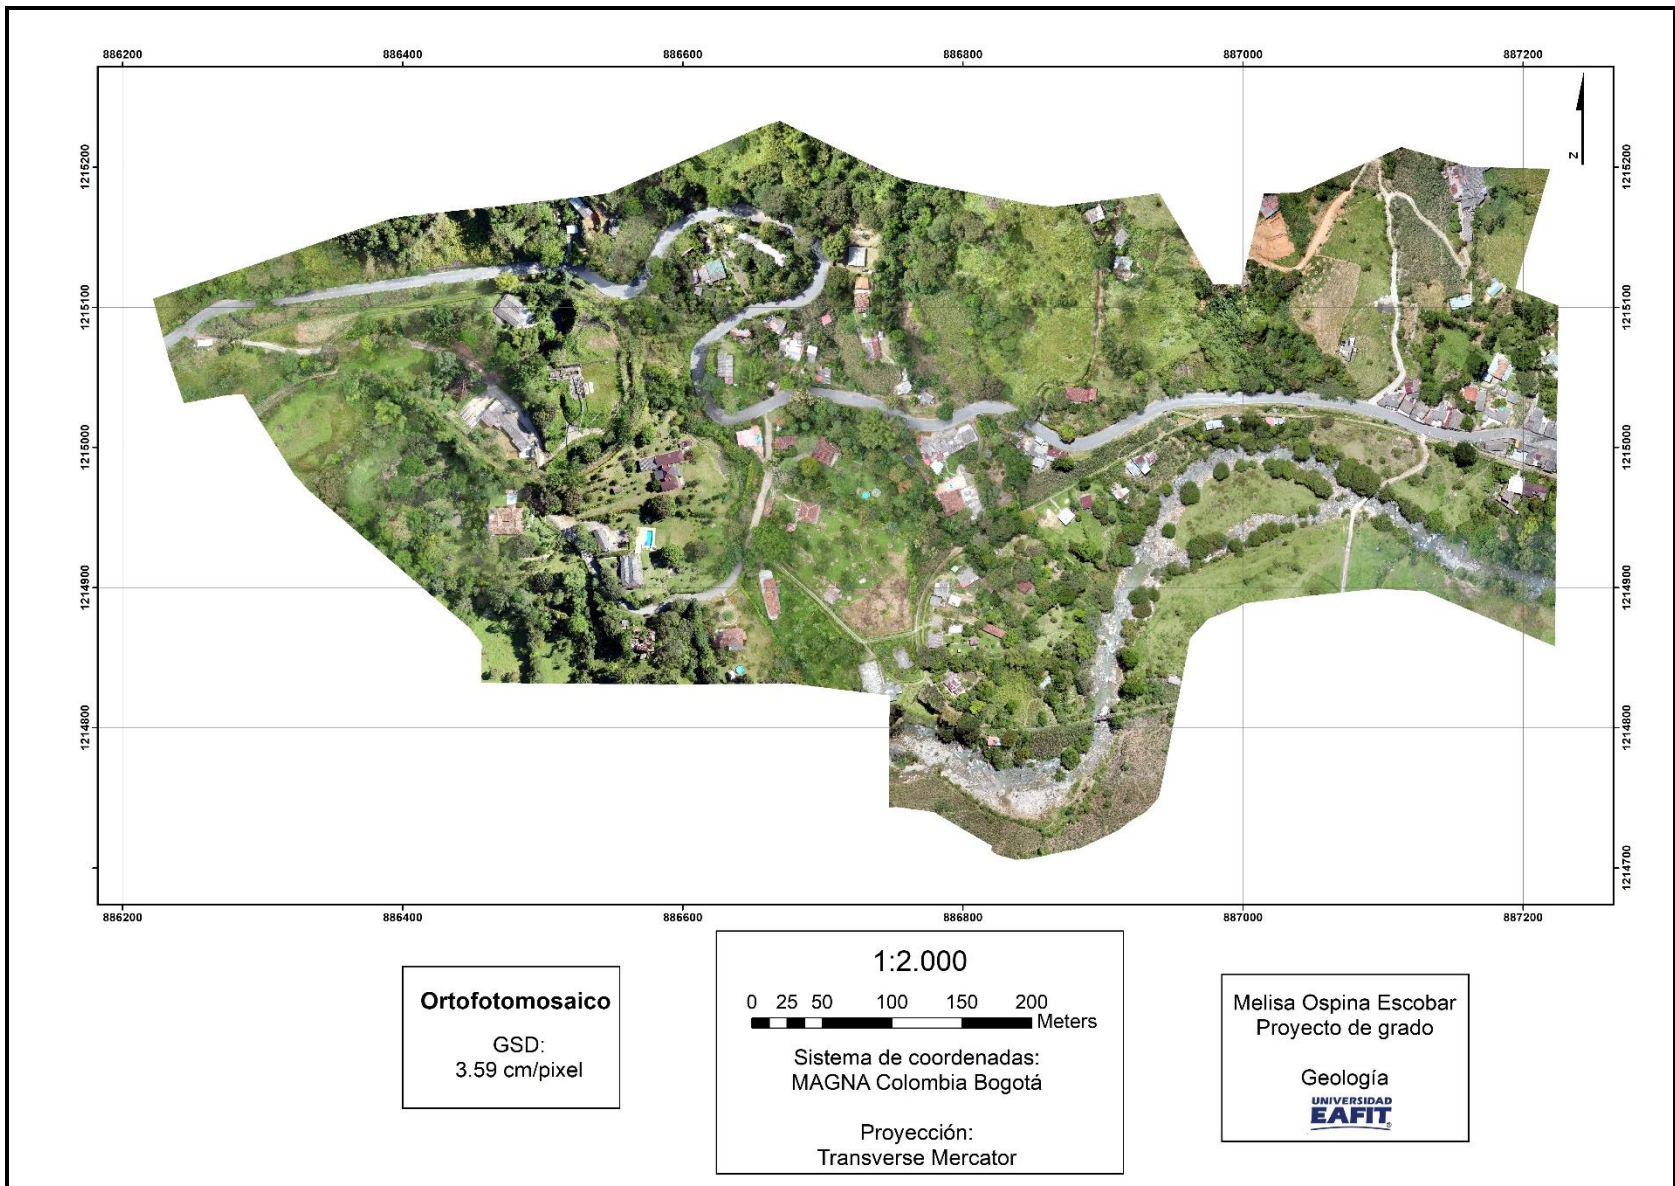 886200 886400 886600 886800 887000 887200
1215200 1215200
1215100 1215100
1215000 1215000
1214900 1214900
1214800 1214800
1214700 1214700
886200 886400 886600 886800 887000 887200
N
Ortofotomosaico
GSD:
3.59 cm/pixel
1:2.000
0 25 50 100 150 200
Meters
Sistema de coordenadas:
MAGNA Colombia Bogotá
Proyección:
Transverse Mercator
Melisa Ospina Escobar
Proyecto de grado
Geología
UNIVERSIDAD
EAFIT®